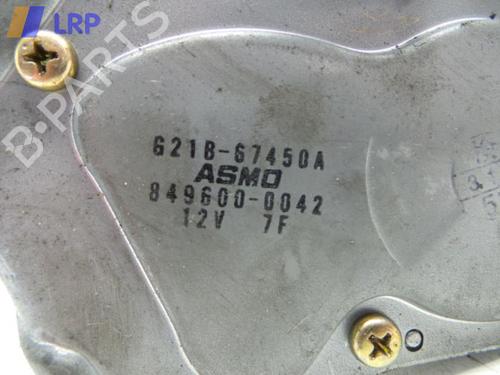 LRP
B-PARTS
G21B-67450A
ASMO
849600-0042
12V 7F